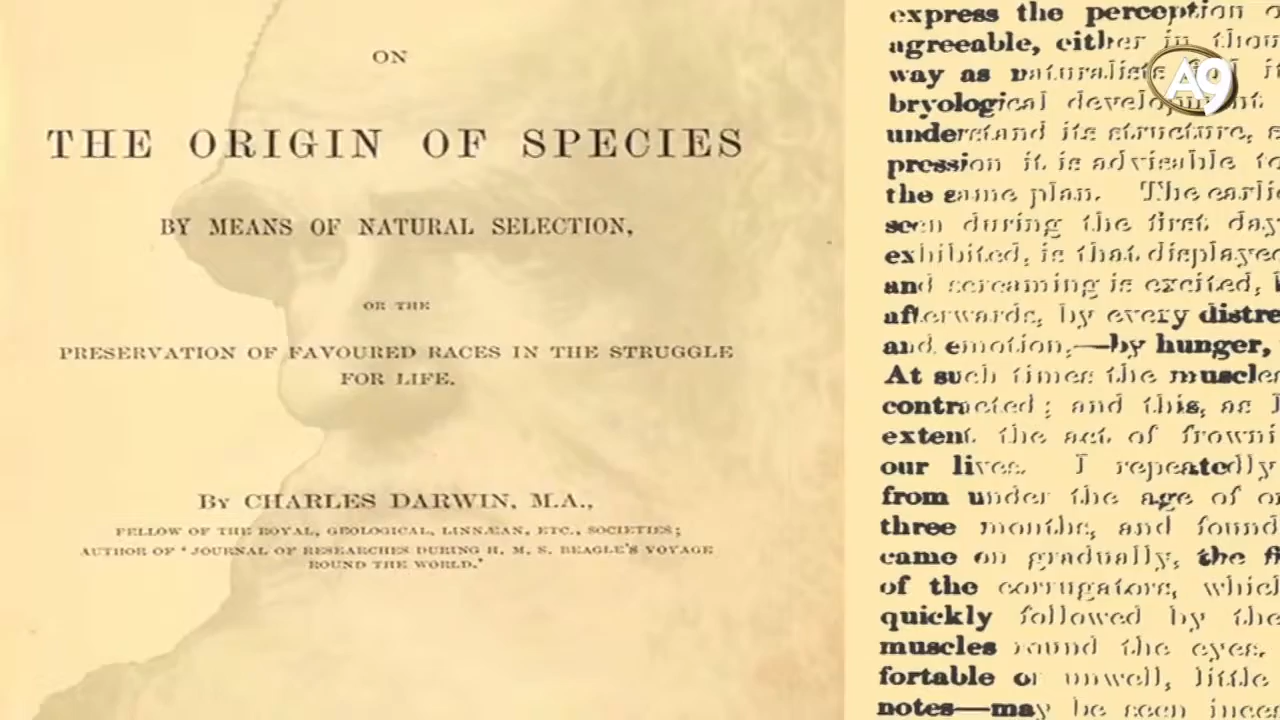 ON
THE ORIGIN OF SPECIES
BY MEANS OF NATURAL SELECTION,
OR THE
PRESERVATION OF FAVOURED RACES IN THE STRUGGLE
FOR LIFE.
BY CHARLES DARWIN, M.A.,
FELLOW OF THE ROYAL, GEOLOGICAL, LINNÆAN, ETC., SOCIETIES;
AUTHOR OF 'JOURNAL OF RESEARCHES DURING H. M. S. BEAGLE'S VOYAGE
ROUND THE WORLD.'
express the perception
agreeable, either in
way as naturalists
bryological development
understand its structure,
pression it is advisable
the same plan. The
seen during the first
exhibited, is that
and screaming is excited,
afterwards, by every
and emotion,—by hunger,
At such times the
contracted; and this, as
extent the act of
our lives. I repeatedly
from under the age of
three months, and found
came on gradually, the
of the corrugators,
quickly followed by the
muscles round the eyes.
fortable or unwell, little
notes—may be seen
A9